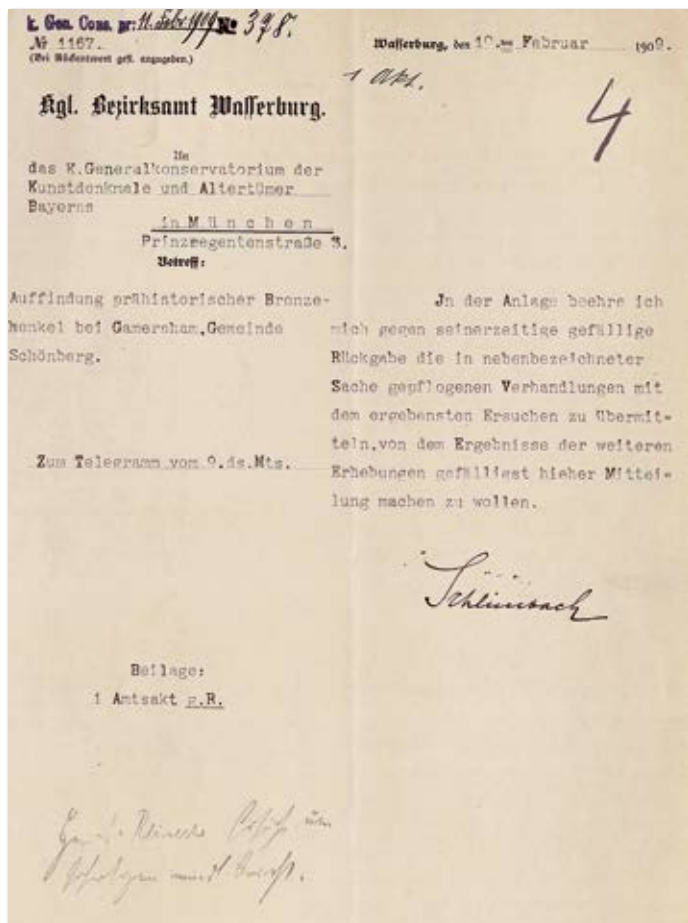 k. Gen. Cons. pr: 11. Febr 1909 No 378.
№ 1167.
(Bei Rückantwort gefl. anzugeben.)
Wasserburg, den 10. ten Februar 1909.
1 Akt.
4
Kgl. Bezirksamt Wasserburg.
An
das K.Generalkonservatorium der
Kunstdenkmale und Altertümer
Bayerns
in München
Prinzregentenstraße 3.
Betreff:
Auffindung prähistorischer Bronze-
henkel bei Gamersham,Gemeinde
Schönberg.
Zum Telegramm vom 9.ds.Mts.
Jn der Anlage beehre ich
mich gegen seinerzeitige gefällige
Rückgabe die in nebenbezeichneter
Sache gepflogenen Verhandlungen mit
dem ergebensten Ersuchen zu übermit-
teln,von dem Ergebnisse der weiteren
Erhebungen gefälligst hieher Mittei-
lung machen zu wollen.
Beilage:
1 Amtsakt g.R.